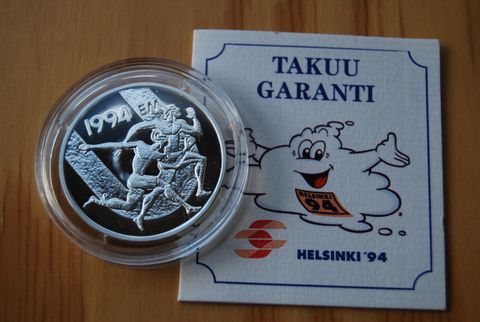 1994 EM
TAKUU
GARANTI
HELSINKI
94
HELSINKI '94